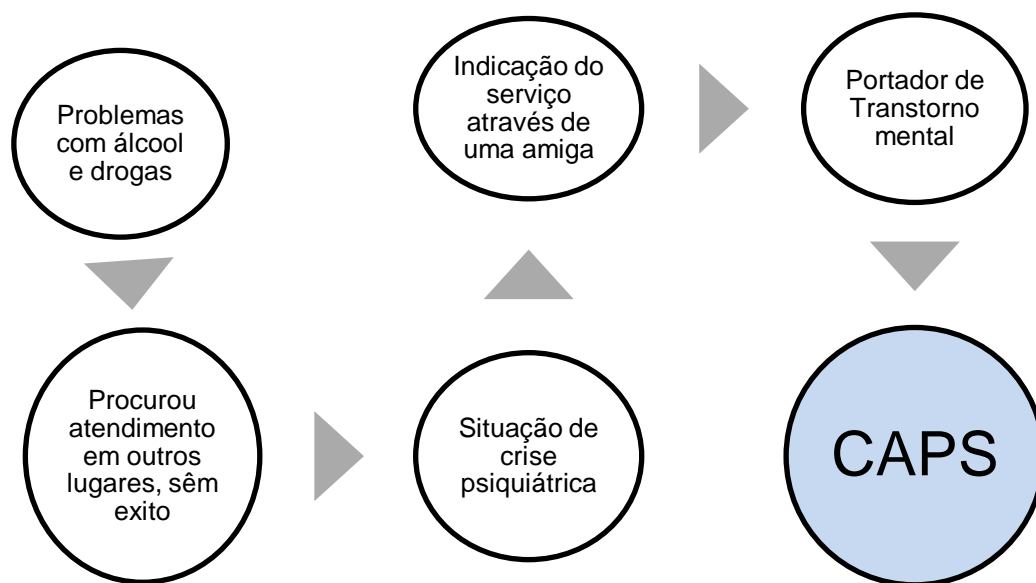 Problemas
com álcool
e drogas
Procurou
atendimento
em outros
lugares, sêm
exito
Situação de
crise
psiquiátrica
Indicação do
serviço
através de
uma amiga
Portador de
Transtorno
mental
CAPS